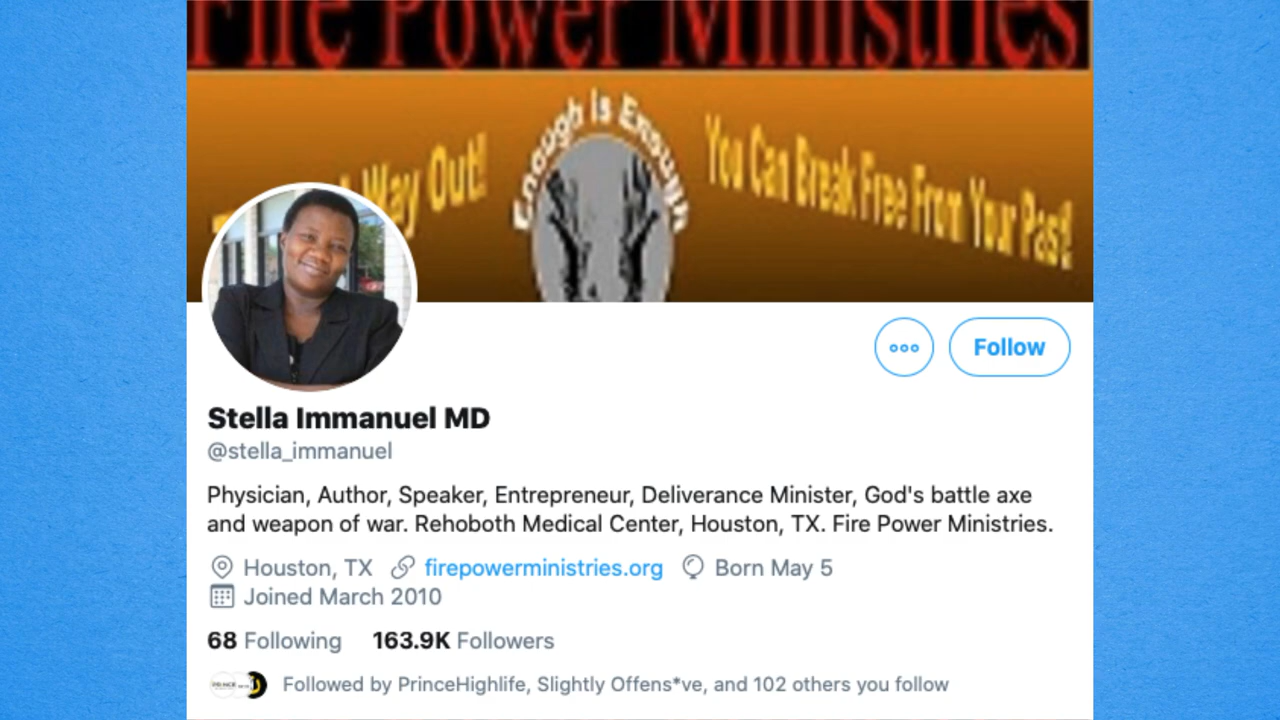 Fire Power Ministries
Way Out!
Enough Is Enough
You Can Break Free From Your Past!
Stella Immanuel MD
@stella_immanuel
Physician, Author, Speaker, Entrepreneur, Deliverance Minister, God's battle axe
and weapon of war. Rehoboth Medical Center, Houston, TX. Fire Power Ministries.
Houston, TX firepowerministries.org Born May 5
Joined March 2010
68 Following 163.9K Followers
Followed by PrinceHighlife, Slightly Offens*ve, and 102 others you follow